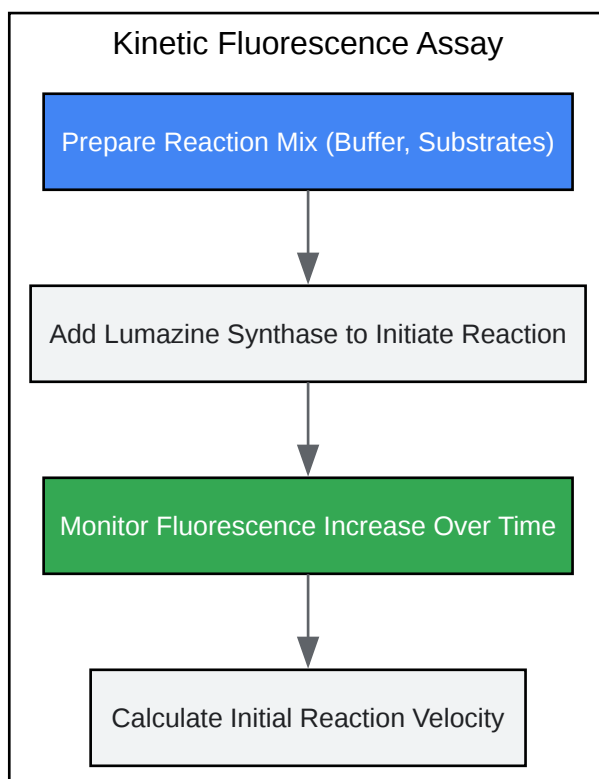 Kinetic Fluorescence Assay
Prepare Reaction Mix (Buffer, Substrates)
Add Lumazine Synthase to Initiate Reaction
Monitor Fluorescence Increase Over Time
Calculate Initial Reaction Velocity